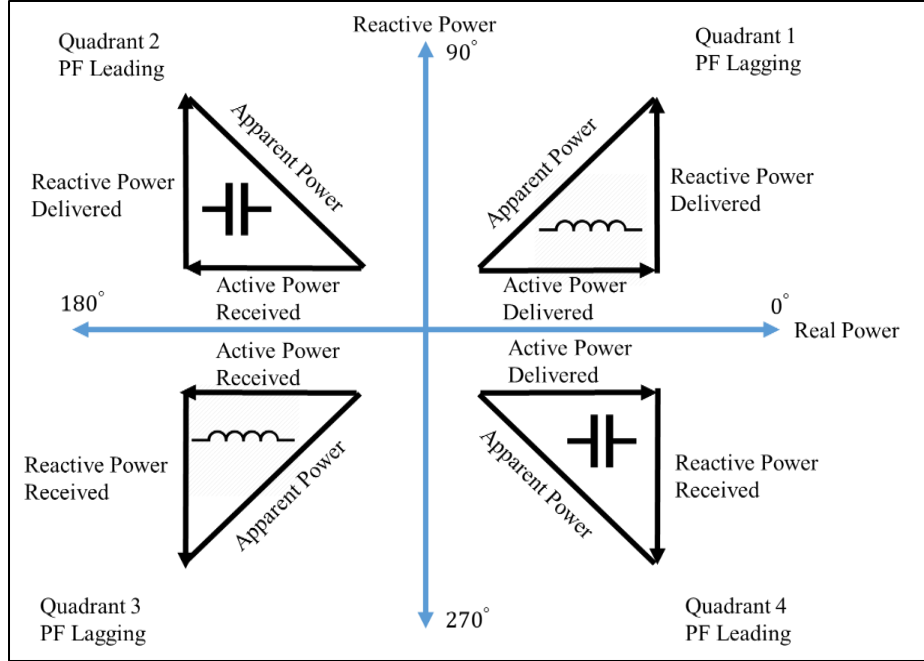 Reactive Power
90°
Quadrant 2
PF Leading
Quadrant 1
PF Lagging
Reactive Power
Delivered
Apparent Power
Active Power
Received
Apparent Power
Reactive Power
Delivered
Active Power
Delivered
180°
0°
Real Power
Active Power
Received
Reactive Power
Received
Apparent Power
Active Power
Delivered
Apparent Power
Reactive Power
Received
Quadrant 3
PF Lagging
270°
Quadrant 4
PF Leading